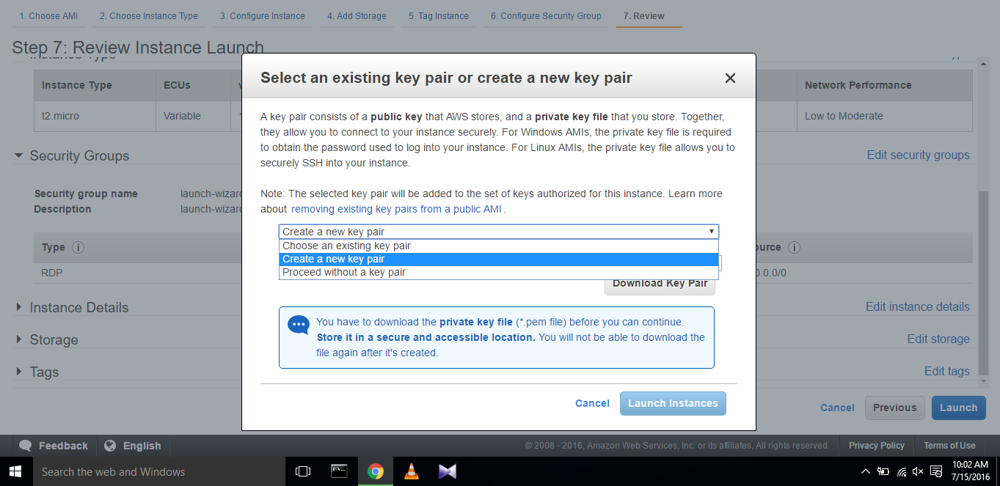 1. Choose AMI
2. Choose Instance Type
3. Configure Instance
4. Add Storage
5. Tag Instance
6. Configure Security Group
7. Review
Step 7: Review Instance Launch
Instance Type
ECUs
Network Performance
t2.micro
Variable
Low to Moderate
Security Groups
Edit security groups
Security group name
launch-wizard
Description
launch-wizard
Type
RDP
0.0.0/0
Instance Details
Edit instance details
Storage
Edit storage
Tags
Edit tags
Cancel
Previous
Launch
Select an existing key pair or create a new key pair
A key pair consists of a public key that AWS stores, and a private key file that you store. Together,
they allow you to connect to your instance securely. For Windows AMIs, the private key file is required
to obtain the password used to log into your instance. For Linux AMIs, the private key file allows you to
securely SSH into your instance.
Note: The selected key pair will be added to the set of keys authorized for this instance. Learn more
about removing existing key pairs from a public AMI .
Create a new key pair
Choose an existing key pair
Create a new key pair
Proceed without a key pair
Download Key Pair
You have to download the private key file (*.pem file) before you can continue.
Store it in a secure and accessible location. You will not be able to download the
file again after it's created.
Cancel
Launch Instances
Feedback
English
© 2008 - 2016, Amazon Web Services, Inc. or its affiliates. All rights reserved.
Privacy Policy
Terms of Use
Search the web and Windows
10:02 AM
7/15/2016